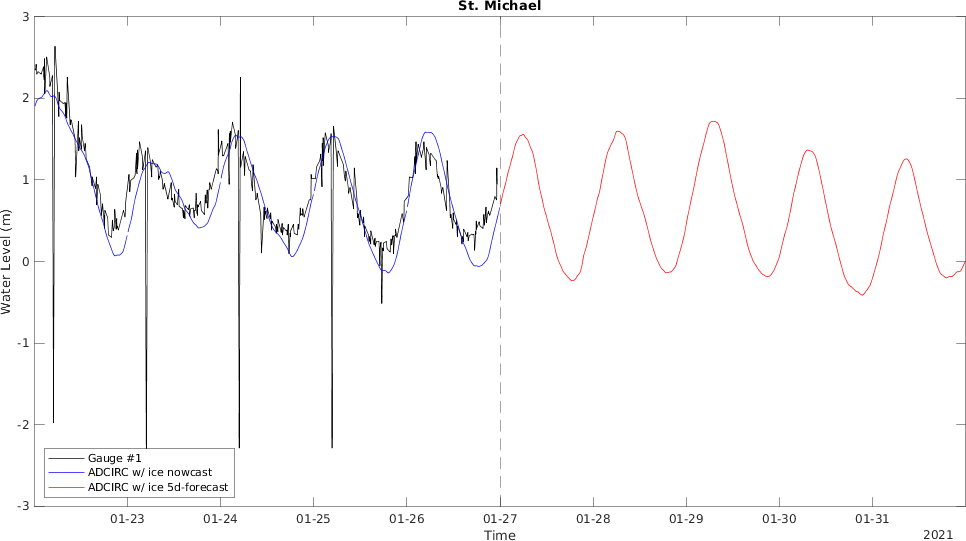 St. Michael
3
2
1
0
-1
-2
-3
Water Level (m)
Gauge #1
ADCIRC w/ ice nowcast
ADCIRC w/ ice 5d-forecast
01-23 01-24 01-25 01-26 01-27 01-28 01-29 01-30 01-31
Time
2021